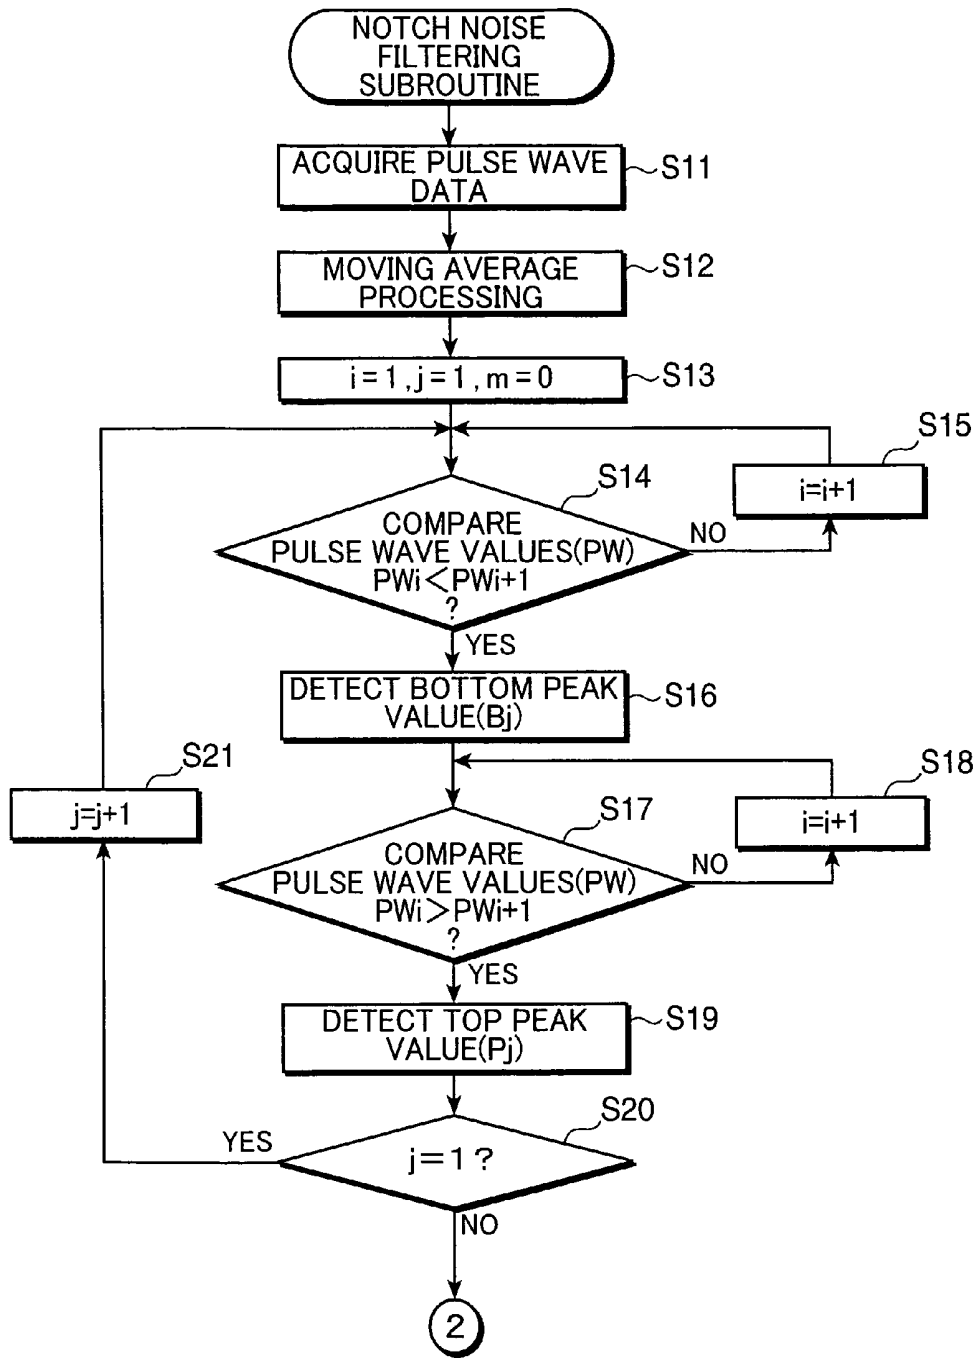 NOTCH NOISE
FILTERING
SUBROUTINE
ACQUIRE PULSE WAVE
DATA
S11
MOVING AVERAGE
PROCESSING
S12
i=1, j=1, m=0
S13
S15
i=i+1
S14
COMPARE
PULSE WAVE VALUES(PW)
PWi<PWi+1
?
NO
YES
DETECT BOTTOM PEAK
VALUE(Bj)
S16
S21
j=j+1
S18
i=i+1
S17
COMPARE
PULSE WAVE VALUES(PW)
PWi>PWi+1
?
NO
YES
DETECT TOP PEAK
VALUE(Pj)
S19
S20
j=1?
YES
NO
2